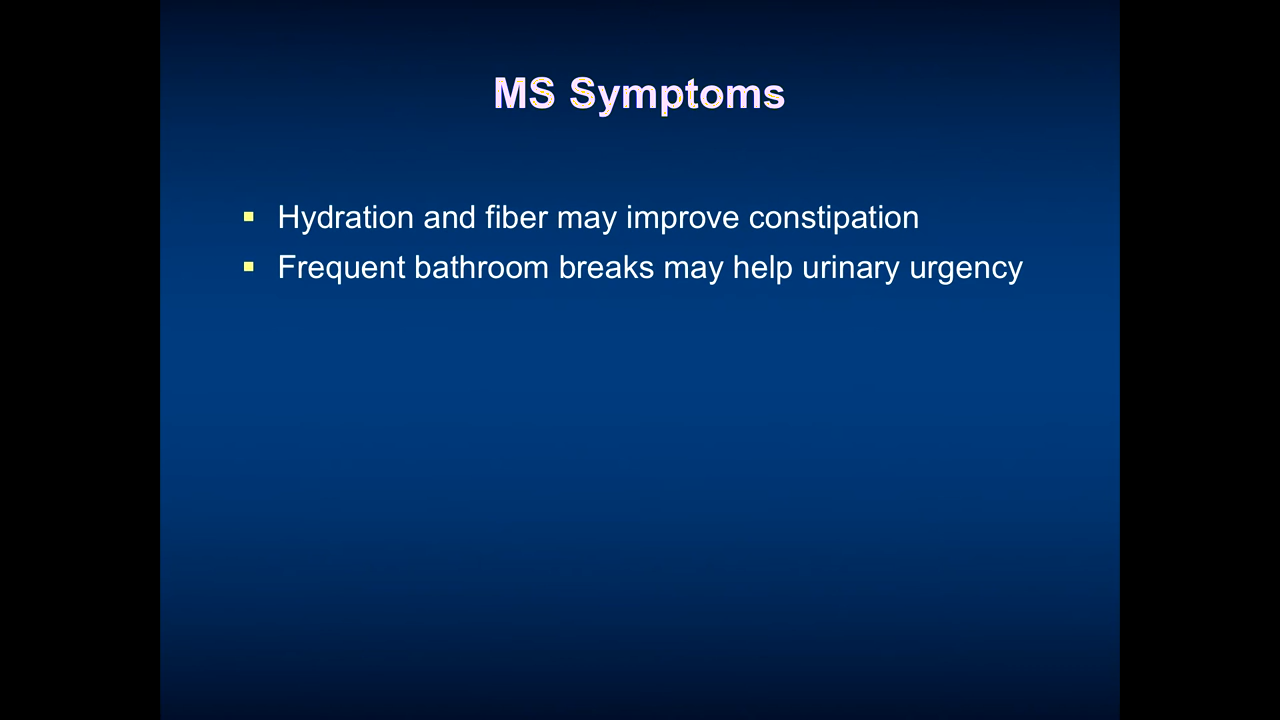 MS Symptoms
▪ Hydration and fiber may improve constipation
▪ Frequent bathroom breaks may help urinary urgency